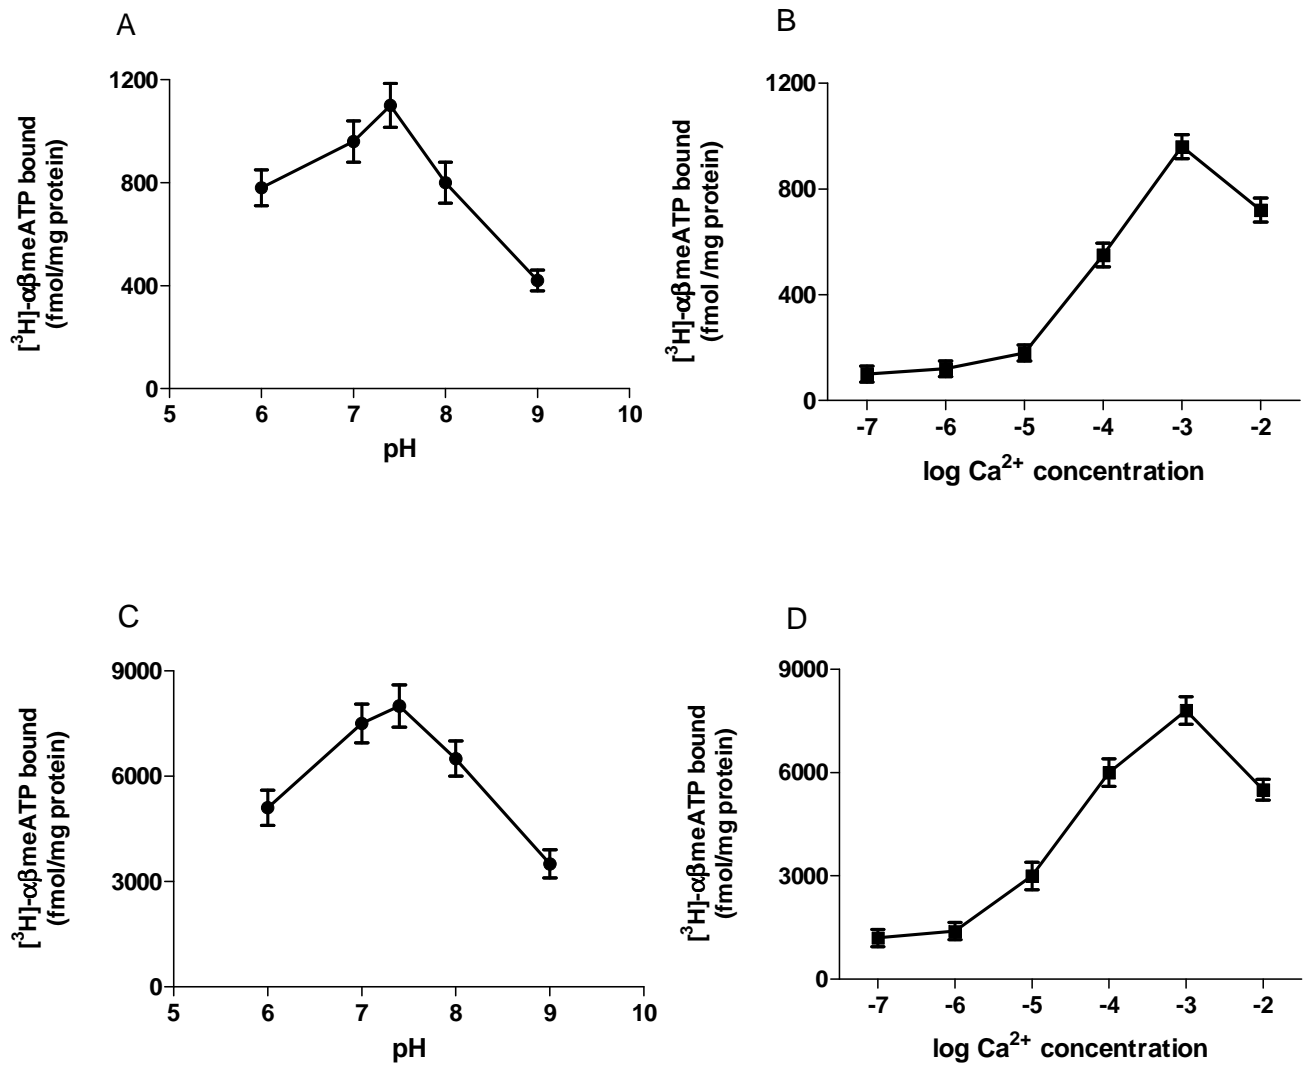 A
1200
800
400
0
5 6 7 8 9 10
pH
[³H]-αβmeATP bound
(fmol/mg protein)
B
1200
800
400
0
-7 -6 -5 -4 -3 -2
log Ca²⁺ concentration
[³H]-αβmeATP bound
(fmol /mg protein)
C
9000
6000
3000
0
5 6 7 8 9 10
pH
[³H]-αβmeATP bound
(fmol/mg protein)
D
9000
6000
3000
0
-7 -6 -5 -4 -3 -2
log Ca²⁺ concentration
[³H]-αβmeATP bound
(fmol/mg protein)